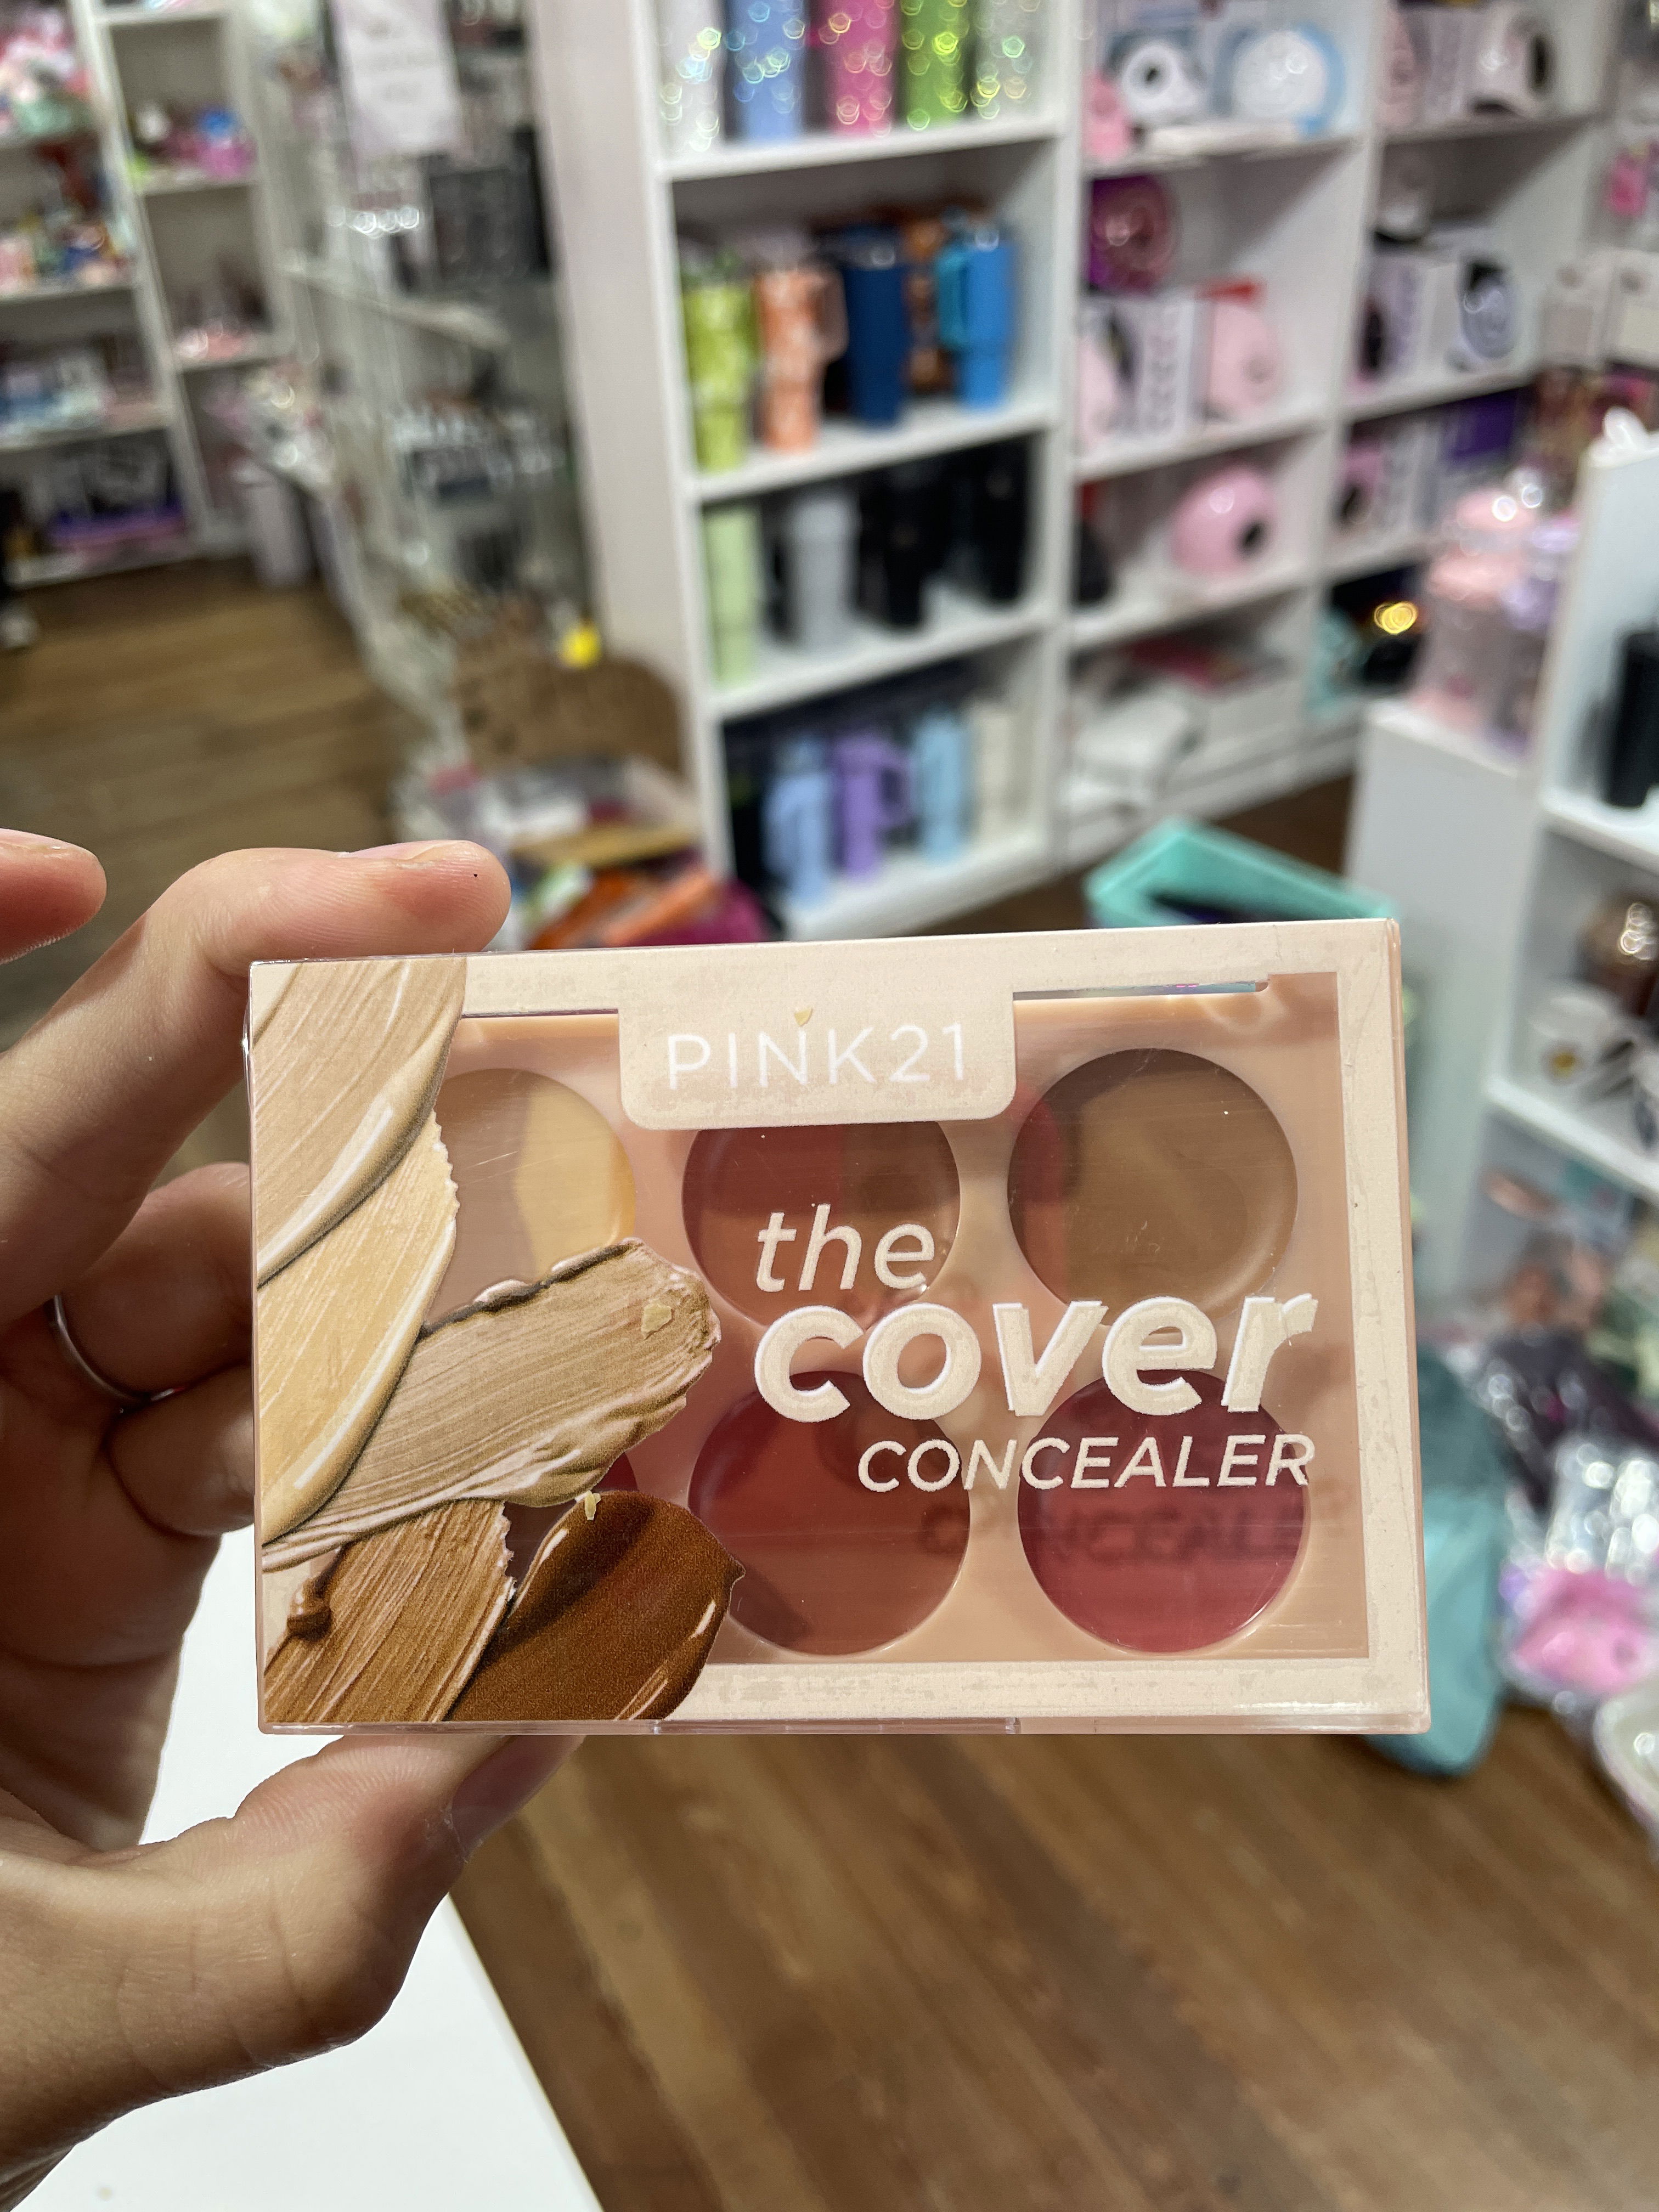 PINK21
the
cover
CONCEALER